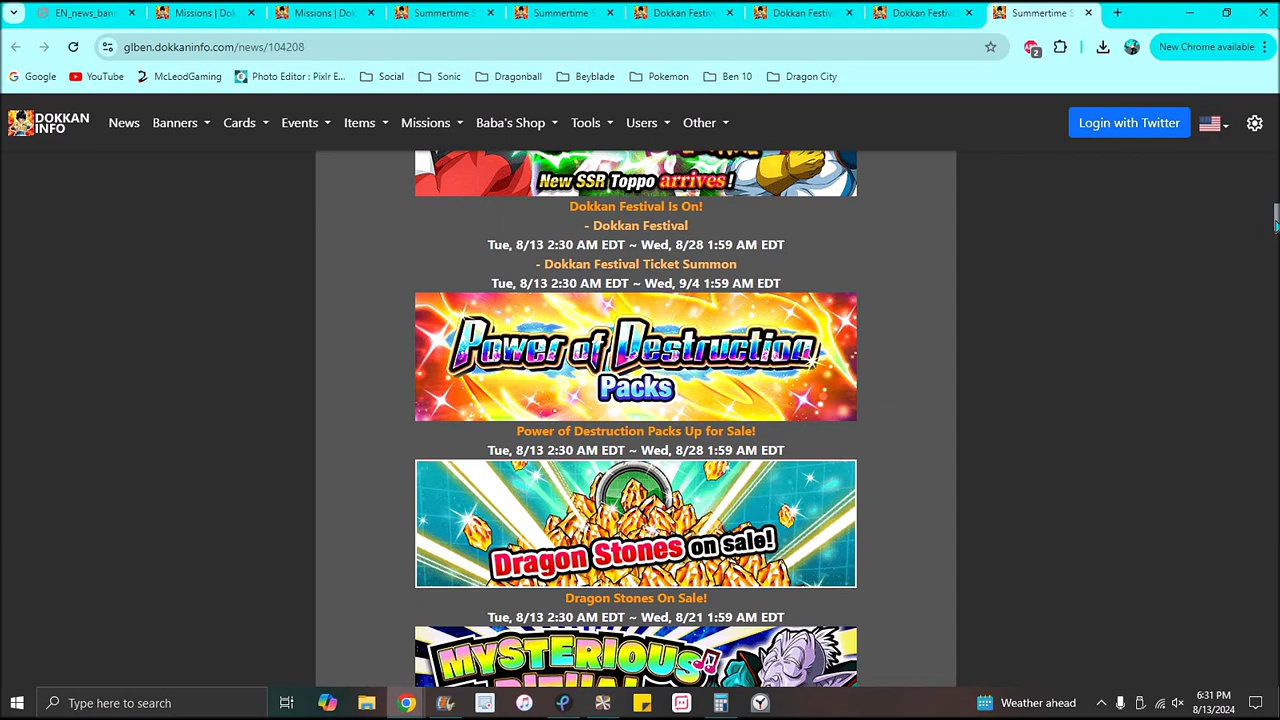 EN_news_ban
Missions | Dok
Missions | Dok
Summertime S
Summertime S
Dokkan Festiv
Dokkan Festiv
Dokkan Festiv
Summertime S
glben.dokkaninfo.com/news/104208
2
New Chrome available
Google
YouTube
McLeodGaming
Photo Editor : Pixlr E...
Social
Sonic
Dragonball
Beyblade
Pokemon
Ben 10
Dragon City
DOKKAN
INFO
News
Banners
Cards
Events
Items
Missions
Baba's Shop
Tools
Users
Other
Login with Twitter
New SSR Toppo arrives!
Dokkan Festival Is On!
- Dokkan Festival
Tue, 8/13 2:30 AM EDT ~ Wed, 8/28 1:59 AM EDT
- Dokkan Festival Ticket Summon
Tue, 8/13 2:30 AM EDT ~ Wed, 9/4 1:59 AM EDT
Power of Destruction
Packs
Power of Destruction Packs Up for Sale!
Tue, 8/13 2:30 AM EDT ~ Wed, 8/28 1:59 AM EDT
Dragon Stones on sale!
Dragon Stones On Sale!
Tue, 8/13 2:30 AM EDT ~ Wed, 8/21 1:59 AM EDT
MYSTERIOUS
RITUAL
Type here to search
Weather ahead
6:31 PM
8/13/2024